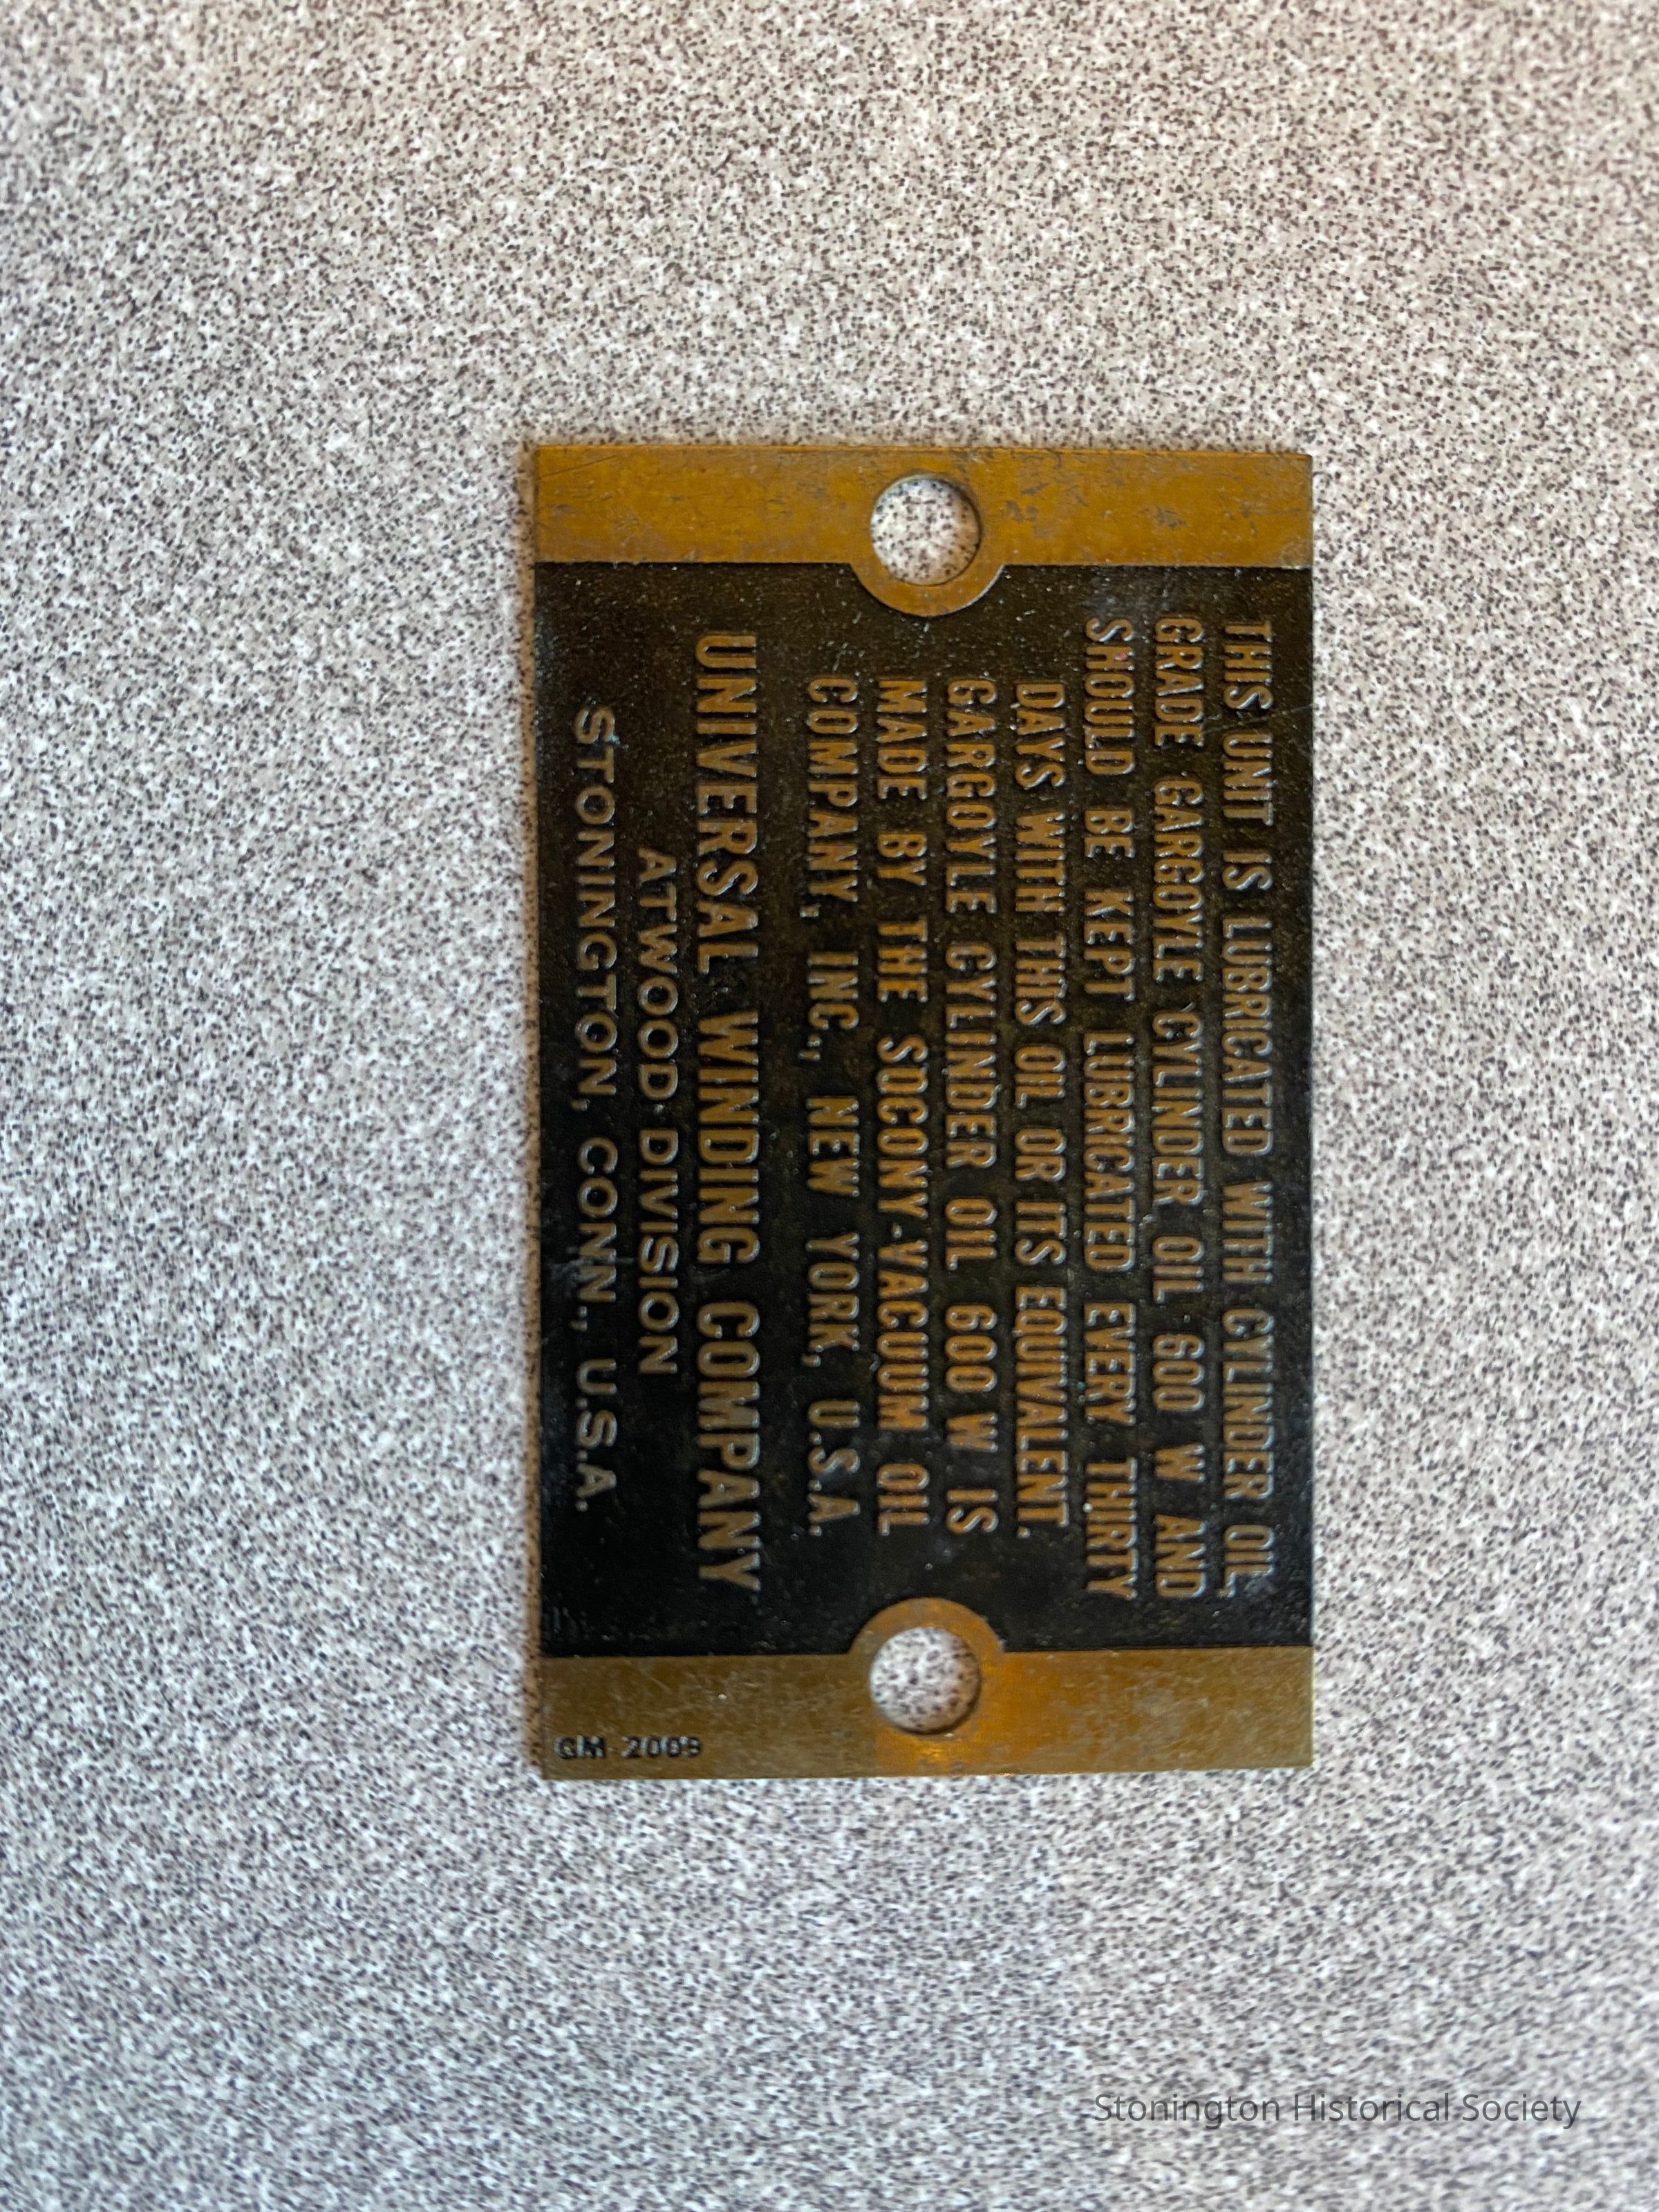 THIS UNIT IS LUBRICATED WITH CYLINDER OIL,
GRADE GARGOYLE CYLINDER OIL 600 W AND
SHOULD BE KEPT LUBRICATED EVERY THIRTY
DAYS WITH THIS OIL OR ITS EQUIVALENT.
GARGOYLE CYLINDER OIL 600 W IS
MADE BY THE SOCONY-VACUUM OIL
COMPANY, INC., NEW YORK, U.S.A.
UNIVERSAL WINDING COMPANY
ATWOOD DIVISION
STONINGTON, CONN., U.S.A.
GM-2009
Stonington Historical Society